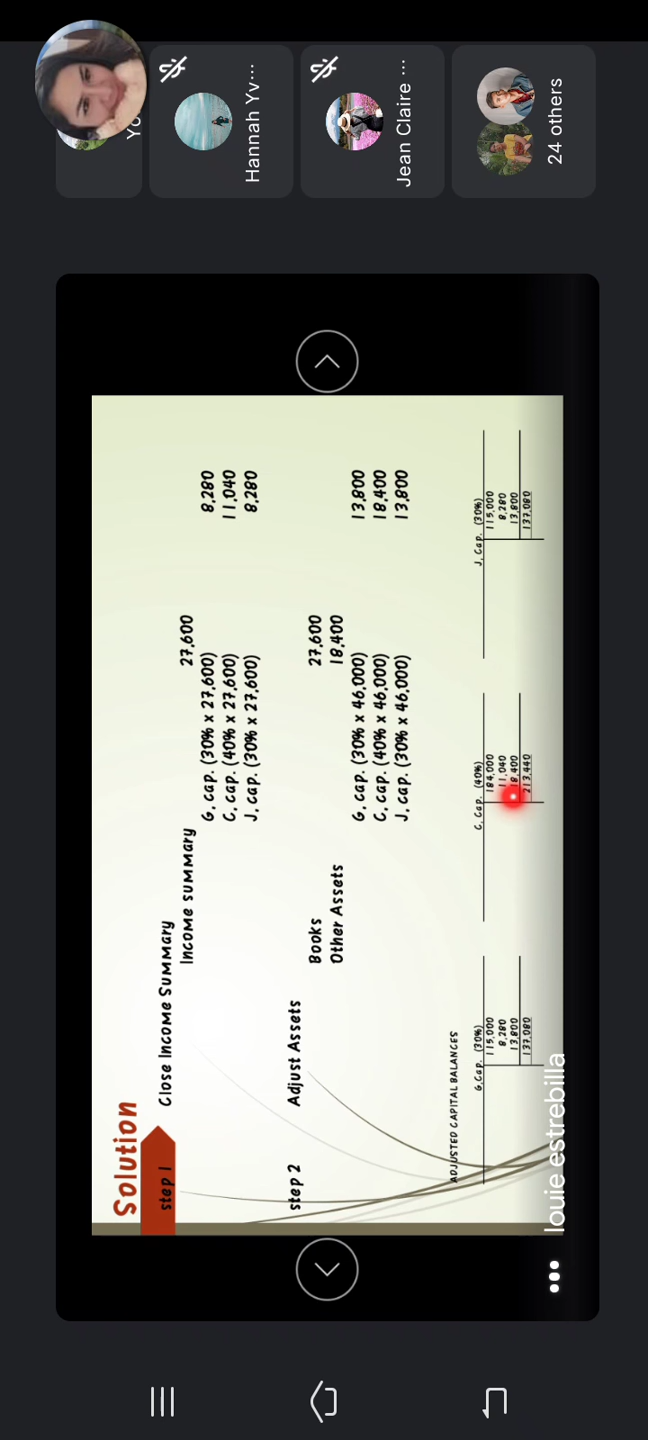 Yo
Hannah Yv...
Jean Claire ...
24 others
Solution
step 1 Close Income Summary
Income summary 27,600
G, cap. (30% x 27,600) 8,280
C, cap. (40% x 27,600) 11,040
J, cap. (30% x 27,600) 8,280
step 2 Adjust Assets
Books 27,600
Other Assets 18,400
G, cap. (30% x 46,000) 13,800
C, cap. (40% x 46,000) 18,400
J, cap. (30% x 46,000) 13,800
ADJUSTED CAPITAL BALANCES
G,Cap. (30%) C, Cap. (40%) J, Cap. (30%)
115,000 184,000 115,000
8,280 11,040 8,280
13,800 18,400 13,800
137,080 213,440 137,080
louie estrebilla